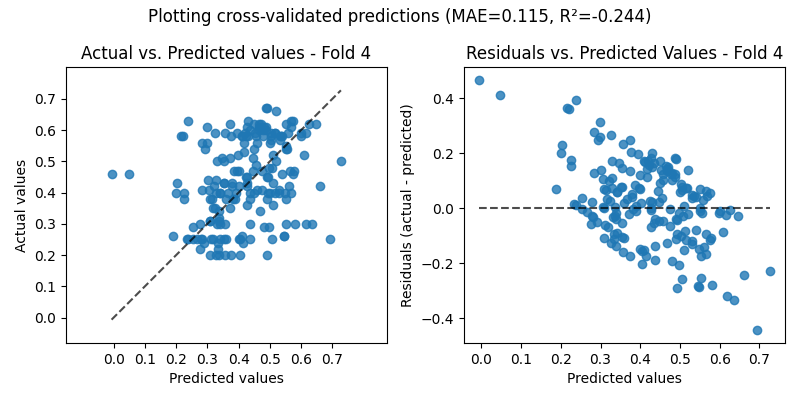 Plotting cross-validated predictions (MAE=0.115, R²=-0.244)
Actual vs. Predicted values - Fold 4
Actual values
0.7
0.6
0.5
0.4
0.3
0.2
0.1
0.0
0.0 0.1 0.2 0.3 0.4 0.5 0.6 0.7
Predicted values
Residuals vs. Predicted Values - Fold 4
Residuals (actual - predicted)
0.4
0.2
0.0
−0.2
−0.4
0.0 0.1 0.2 0.3 0.4 0.5 0.6 0.7
Predicted values